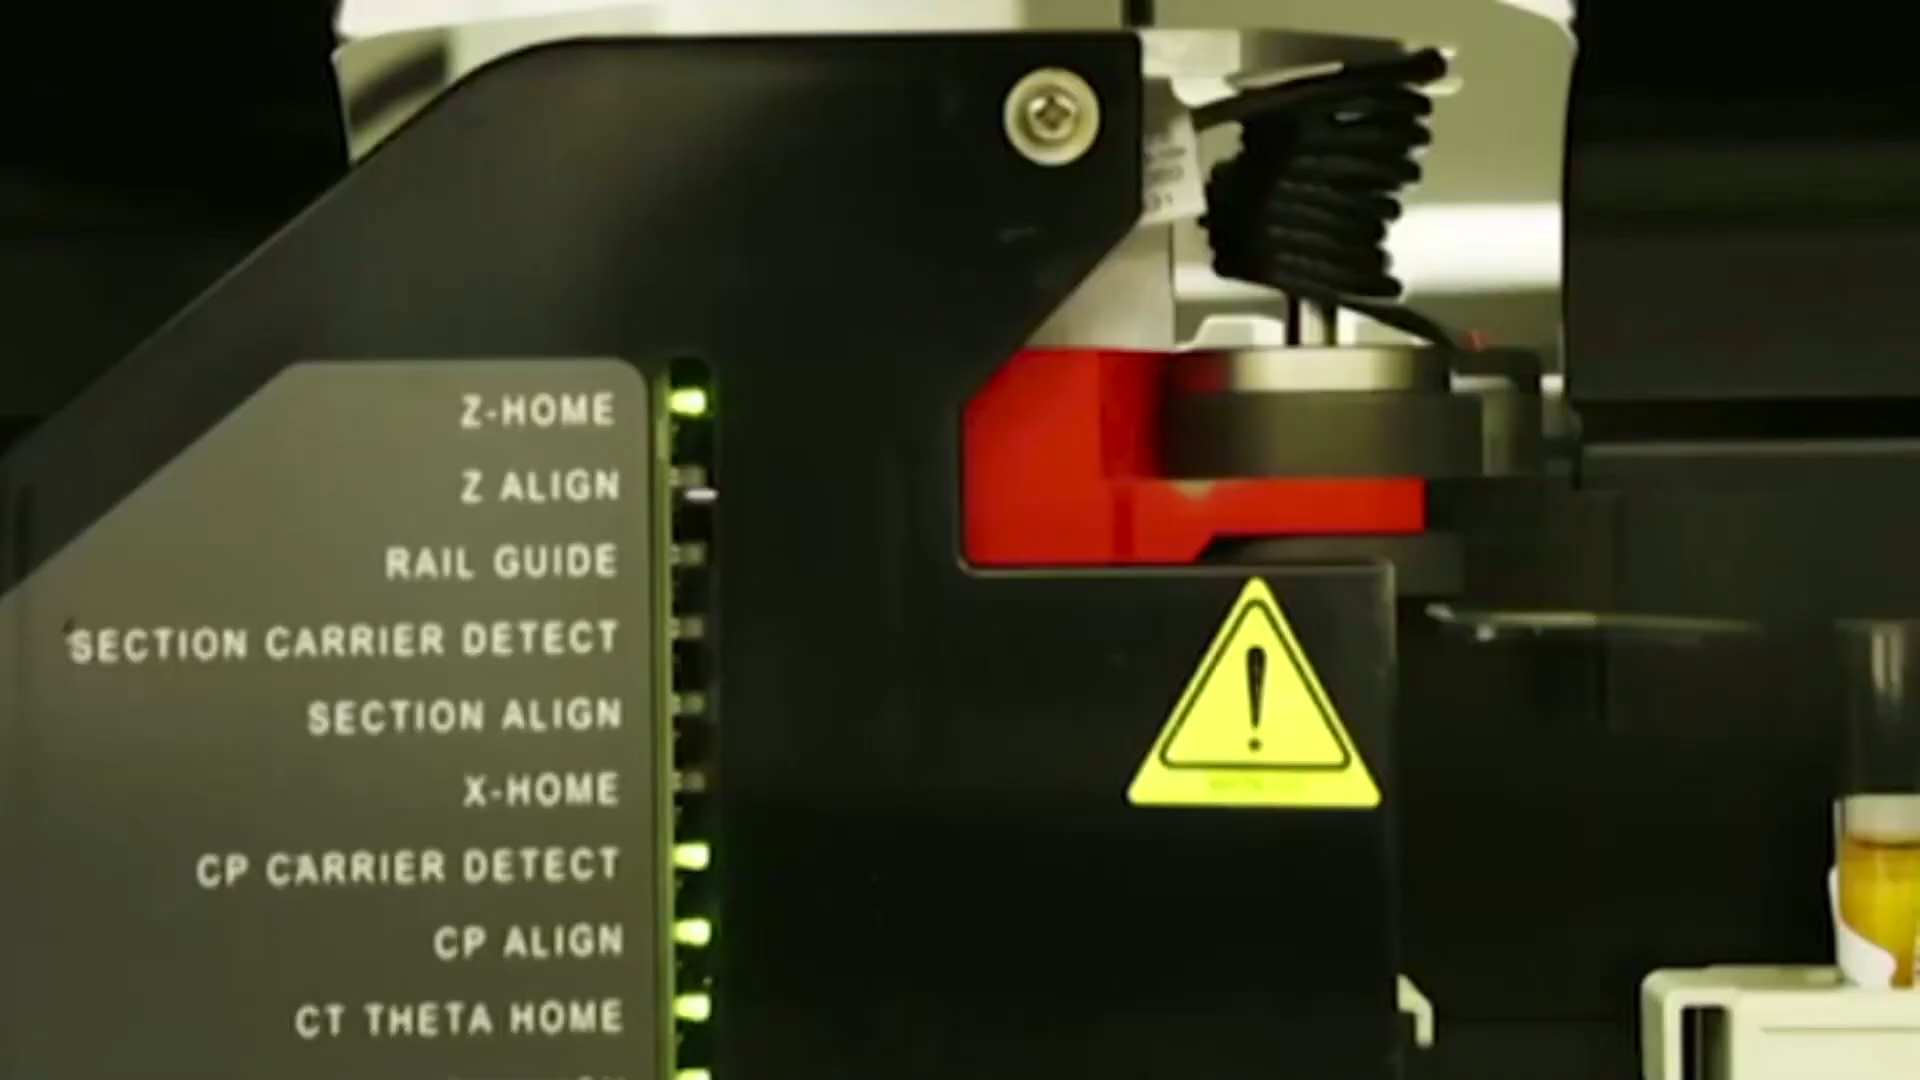 Z-HOME
Z ALIGN
RAIL GUIDE
SECTION CARRIER DETECT
SECTION ALIGN
X-HOME
CP CARRIER DETECT
CP ALIGN
CT THETA HOME